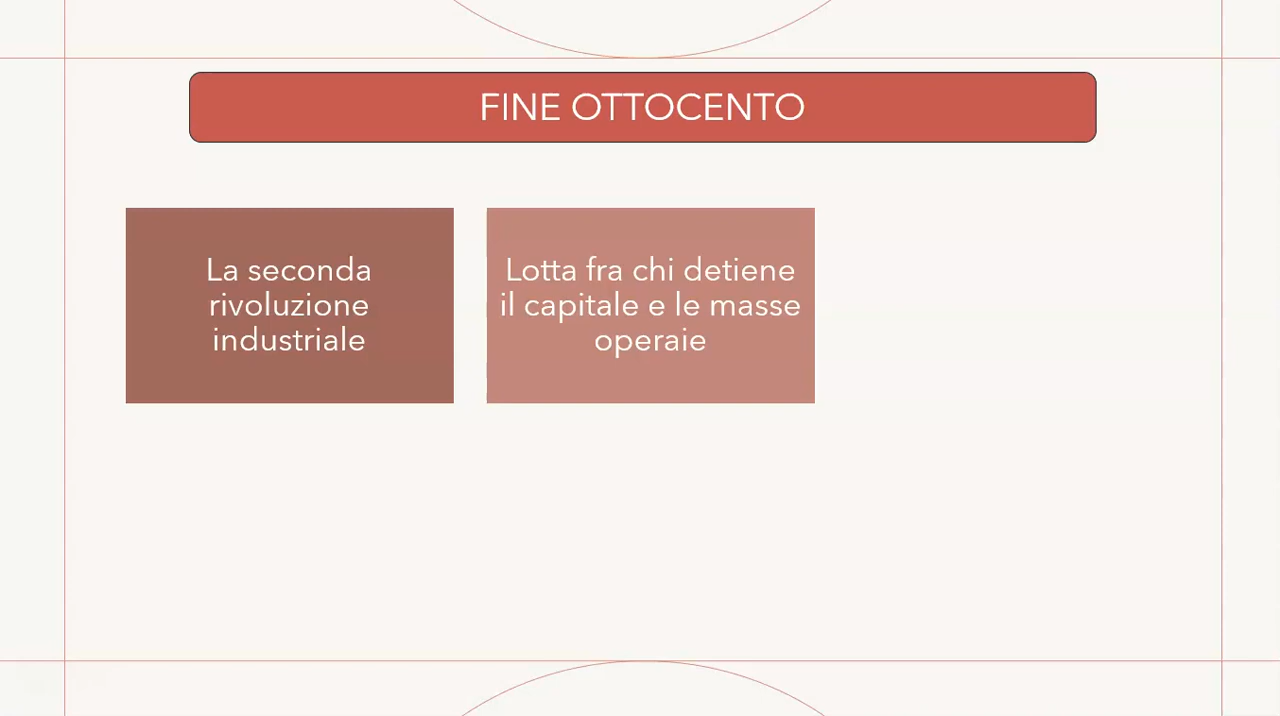 FINE OTTOCENTO
La seconda
rivoluzione
industriale
Lotta fra chi detiene
il capitale e le masse
operaie